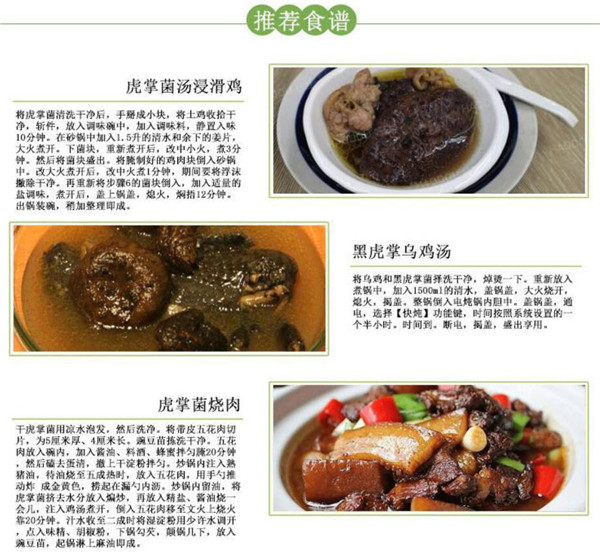 推荐食谱
虎掌菌汤浸滑鸡
将虎掌菌清洗干净后，手掰成小块，将土鸡收拾干
净，斩件，放入调味碗中，加入调味料，静置入味
10分钟。在砂锅中加入1.5升的清水和余下的姜片，
大火煮开。下菌块，重新煮开后，改中小火，煮3分
钟。然后将菌块盛出。将腌制好的鸡肉块倒入砂锅
中。改大火煮开后，改中火煮1分钟，期间要将浮沫
撇除干净。再重新将步骤6的菌块倒入，加入适量的
盐调味，煮开后，盖上锅盖，熄火，焖捂12分钟。
出锅装碗，稍加整理即成。
黑虎掌乌鸡汤
将乌鸡和黑虎掌菌择洗干净，焯烫一下。重新放入
煮锅中，加入1500ml的清水，盖锅盖，大火烧开，
熄火，揭盖。整锅倒入电炖锅内胆中。盖锅盖，通
电，选择【快炖】功能键，时间按照系统设置的一
个半小时。时间到。断电，揭盖，盛出享用。
虎掌菌烧肉
干虎掌菌用凉水泡发，然后洗净。将带皮五花肉切
片，为5厘米厚、4厘米长。豌豆苗拣洗干净。五花
肉放入碗内，加入酱油、料酒、蜂蜜拌匀腌20分钟
，然后磕去蛋清，撒上干淀粉拌匀。炒锅内注入熟
猪油，待油烧至五成热时，放入五花肉，用手勺推
动炸 成金黄色，捞起在漏勺内沥。炒锅内留油，将
虎掌菌挤去水分放入煸炒，再放入精盐、酱油烧一
会儿，注入鸡汤煮开，倒入五花肉移至文火上烧火
靠20分钟。汁水收至二成时将湿淀粉用少许水调开
，点入味精、胡椒粉，下锅勾芡，颠锅几下，放入
豌豆苗，起锅淋上麻油即成。